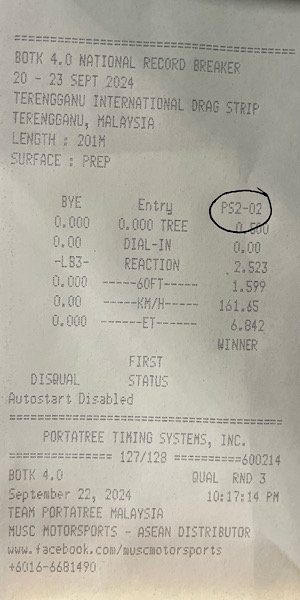 ==========================================
BOTK 4.0 NATIONAL RECORD BREAKER
20 - 23 SEPT 2024
TERENGGANU INTERNATIONAL DRAG STRIP
TERENGGANU, MALAYSIA
LENGTH : 201M
SURFACE : PREP
BYE Entry PS2-02
0.000 0.000 TREE 0.500
0.00 DIAL-IN 0.00
-LB3- REACTION 2.523
0.000 -----60FT----- 1.599
0.00 -----KM/H----- 161.65
0.000 ------ET------ 6.842
WINNER
FIRST
DISQUAL STATUS
Autostart Disabled
==========================================
PORTATREE TIMING SYSTEMS, INC.
=============== 127/128 ==========600214
BOTK 4.0 QUAL RND 3
September 22, 2024 10:17:14 PM
TEAM PORTATREE MALAYSIA
MUSC MOTORSPORTS - ASEAN DISTRIBUTOR
www.facebook.com/muscmotorsports
+6016-6681490